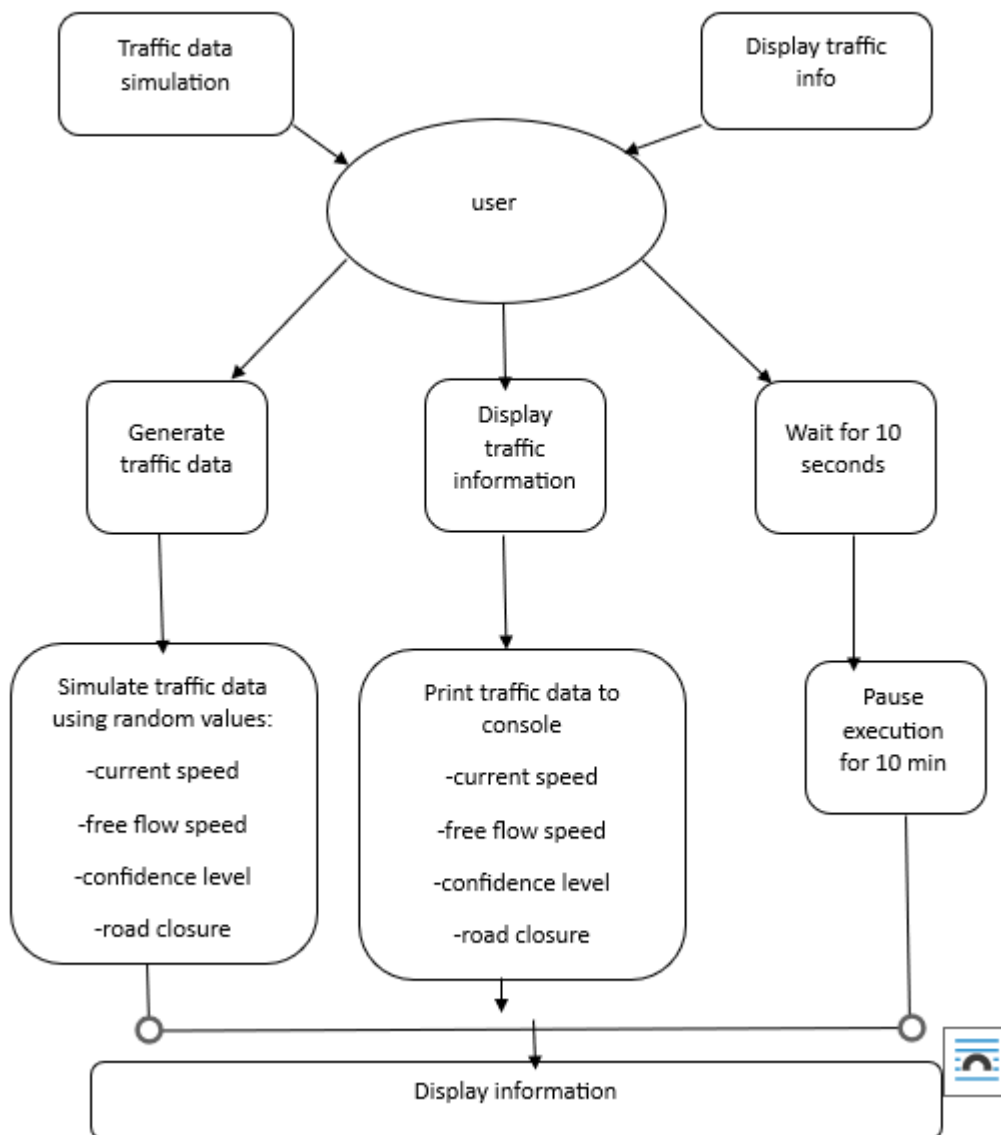 Traffic data
simulation
Display traffic
info
user
Generate
traffic data
Display
traffic
information
Wait for 10
seconds
Simulate traffic data
using random values:
-current speed
-free flow speed
-confidence level
-road closure
Print traffic data to
console
-current speed
-free flow speed
-confidence level
-road closure
Pause
execution
for 10 min
Display information